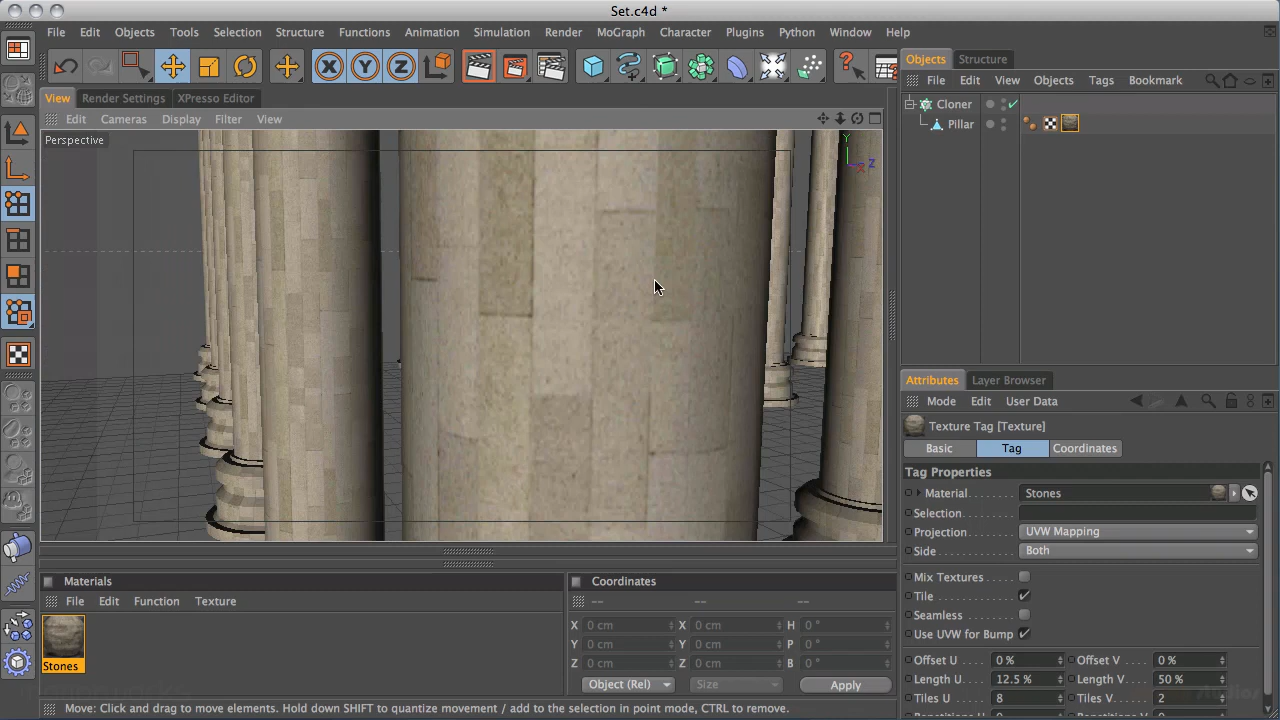 Set.c4d *
File Edit Objects Tools Selection Structure Functions Animation Simulation Render MoGraph Character Plugins Python Window Help
Objects Structure
File Edit View Objects Tags Bookmark
Cloner
Pillar
View Render Settings XPresso Editor
Edit Cameras Display Filter View
Perspective
Y
Z
X
X Y Z
Attributes Layer Browser
Mode Edit User Data
Texture Tag [Texture]
Basic Tag Coordinates
Tag Properties
Material Stones
Selection
Projection UVW Mapping
Side Both
Mix Textures
Tile
Seamless
Use UVW for Bump
Offset U 0 % Offset V 0 %
Length U 12.5 % Length V 50 %
Tiles U 8 Tiles V 2
Materials
File Edit Function Texture
Stones
Coordinates
-- -- --
X 0 cm X 0 cm H 0 °
Y 0 cm Y 0 cm P 0 °
Z 0 cm Z 0 cm B 0 °
Object (Rel) Size Apply
Move: Click and drag to move elements. Hold down SHIFT to quantize movement / add to the selection in point mode, CTRL to remove.